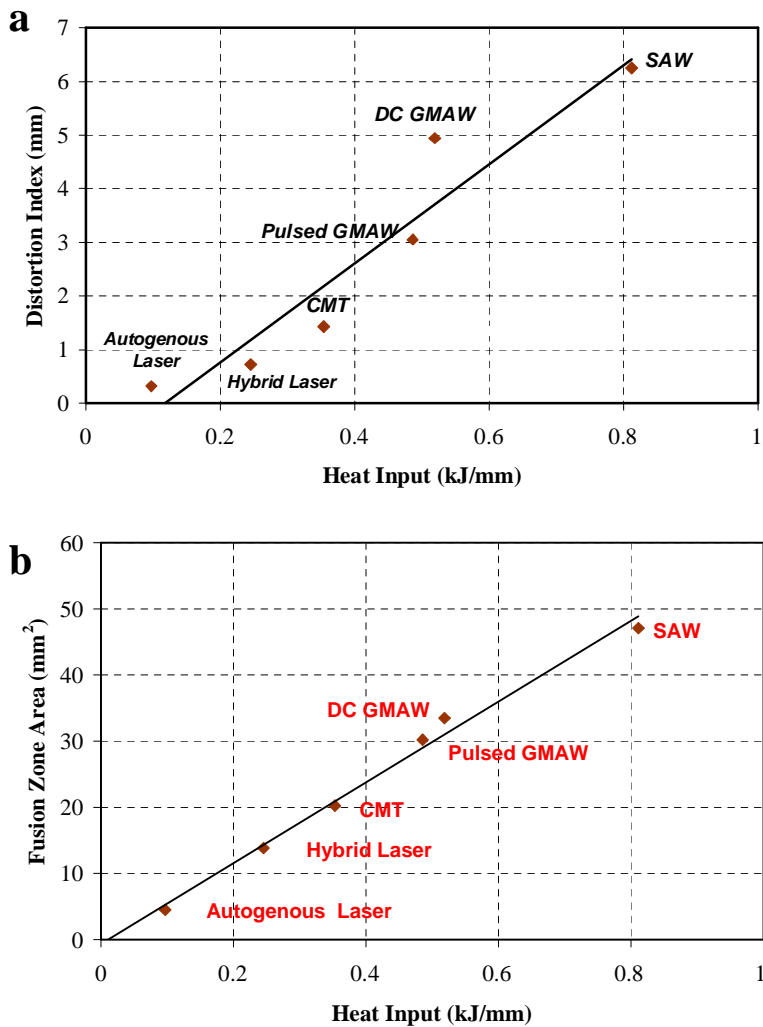 a
7
6
5
4
3
2
1
0
Distortion Index (mm)
SAW
DC GMAW
Pulsed GMAW
CMT
Autogenous
Laser
Hybrid Laser
0 0.2 0.4 0.6 0.8 1
Heat Input (kJ/mm)
b
60
50
40
30
20
10
0
Fusion Zone Area (mm²)
SAW
DC GMAW
Pulsed GMAW
CMT
Hybrid Laser
Autogenous Laser
0 0.2 0.4 0.6 0.8 1
Heat Input (kJ/mm)